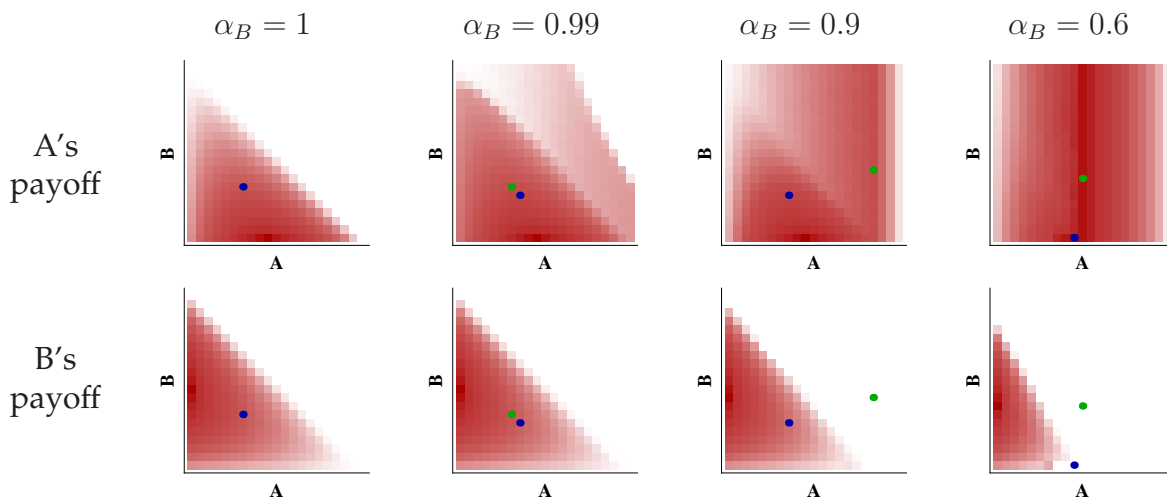 α_B = 1
α_B = 0.99
α_B = 0.9
α_B = 0.6
A's
payoff
B
B
B
B
A
A
A
A
B's
payoff
B
B
B
B
A
A
A
A